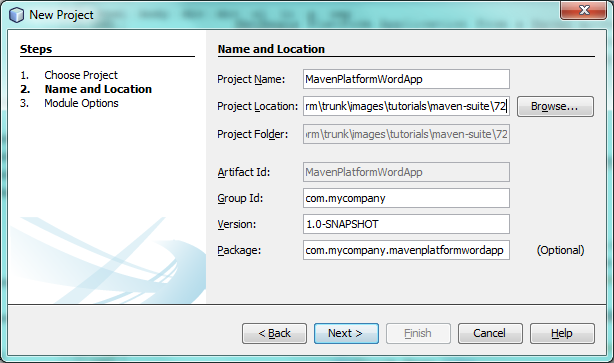 New Project
Steps
1. Choose Project
2. Name and Location
3. Module Options
Name and Location
Project Name: MavenPlatformWordApp
Project Location: rm\trunk\images\tutorials\maven-suite\72 Browse...
Project Folder: rm\trunk\images\tutorials\maven-suite\72
Artifact Id: MavenPlatformWordApp
Group Id: com.mycompany
Version: 1.0-SNAPSHOT
Package: com.mycompany.mavenplatformwordapp (Optional)
< Back Next > Finish Cancel Help